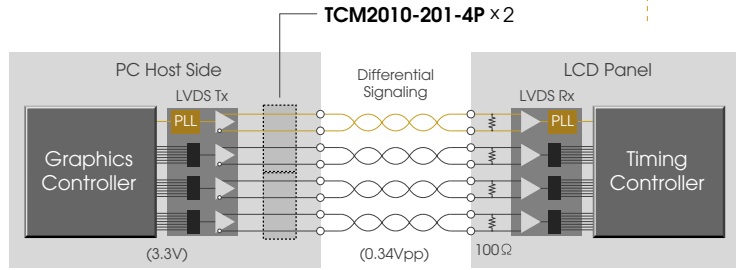 TCM2010-201-4P × 2
PC Host Side
Differential
Signaling
LCD Panel
LVDS Tx
LVDS Rx
PLL
PLL
Graphics
Controller
Timing
Controller
(3.3V)
(0.34Vpp)
100Ω